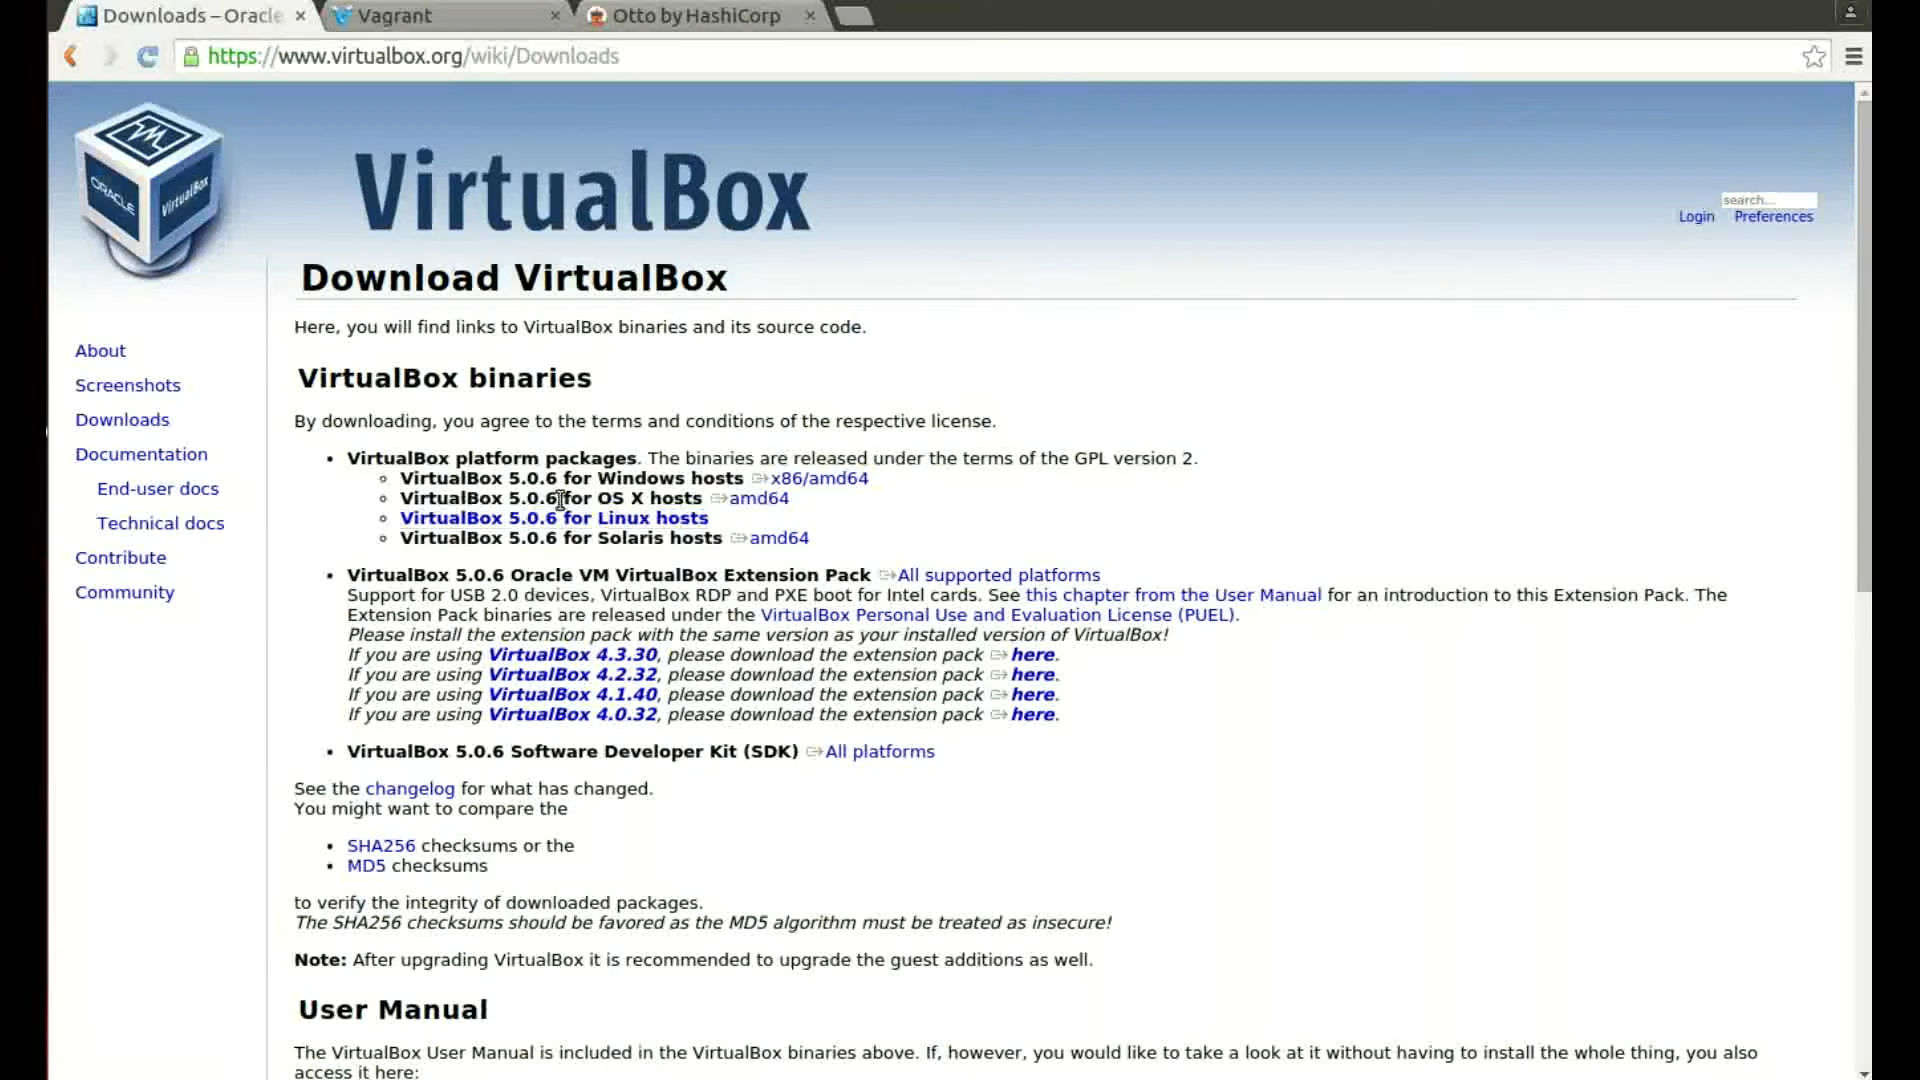 Downloads – Oracle
Vagrant
Otto by HashiCorp
https://www.virtualbox.org/wiki/Downloads
ORACLE
VirtualBox
VirtualBox
search...
Login Preferences
Download VirtualBox
Here, you will find links to VirtualBox binaries and its source code.
About
Screenshots
Downloads
Documentation
End-user docs
Technical docs
Contribute
Community
VirtualBox binaries
By downloading, you agree to the terms and conditions of the respective license.
VirtualBox platform packages. The binaries are released under the terms of the GPL version 2.
VirtualBox 5.0.6 for Windows hosts x86/amd64
VirtualBox 5.0.6 for OS X hosts amd64
VirtualBox 5.0.6 for Linux hosts
VirtualBox 5.0.6 for Solaris hosts amd64
VirtualBox 5.0.6 Oracle VM VirtualBox Extension Pack All supported platforms
Support for USB 2.0 devices, VirtualBox RDP and PXE boot for Intel cards. See this chapter from the User Manual for an introduction to this Extension Pack. The
Extension Pack binaries are released under the VirtualBox Personal Use and Evaluation License (PUEL).
Please install the extension pack with the same version as your installed version of VirtualBox!
If you are using VirtualBox 4.3.30, please download the extension pack here.
If you are using VirtualBox 4.2.32, please download the extension pack here.
If you are using VirtualBox 4.1.40, please download the extension pack here.
If you are using VirtualBox 4.0.32, please download the extension pack here.
VirtualBox 5.0.6 Software Developer Kit (SDK) All platforms
See the changelog for what has changed.
You might want to compare the
SHA256 checksums or the
MD5 checksums
to verify the integrity of downloaded packages.
The SHA256 checksums should be favored as the MD5 algorithm must be treated as insecure!
Note: After upgrading VirtualBox it is recommended to upgrade the guest additions as well.
User Manual
The VirtualBox User Manual is included in the VirtualBox binaries above. If, however, you would like to take a look at it without having to install the whole thing, you also
access it here: